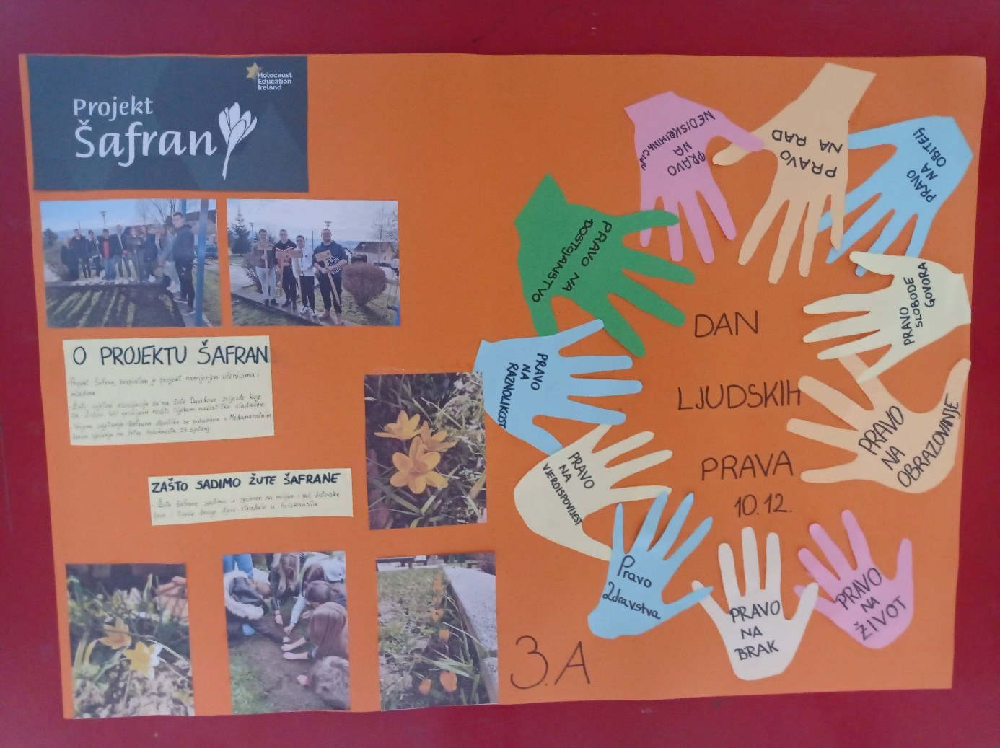 Holocaust
Education
Ireland
Projekt
Šafran
O PROJEKTU ŠAFRAN
-Projekt Šafran besplatan je projekt namijenjen učenicima i
mladima
-Žuti cvjetovi asocijacija su na žute Davidove zvijezde koje
su Židovi bili prisiljeni nositi tijekom nacističke vladavine.
-Vrijeme cvjetanja Šafrana otprilike se podudara s Međunarodnim
danom sjećanja na žrtve Holokausta, 27. siječanj
ZAŠTO SADIMO ŽUTE ŠAFRANE
- Žute šafrane sadimo u spomen na milijun i pol židovske
djece i tisuće druge djece stradale u Holokaustu
DAN
LJUDSKIH
PRAVA
10.12.
PRAVO
NA
NEDISKRIMINACIJU
PRAVO
NA RAD
PRAVO
NA
OBITELJ
PRAVO
SLOBODE
GOVORA
PRAVO
NA
OBRAZOVANJE
PRAVO
NA
ŽIVOT
PRAVO
NA
BRAK
Pravo
Zdravstva
PRAVO
NA
VJEROISPOVIJEST
PRAVO
NA
RAZNOLIKOST
PRAVO NA
DOSTOJANSTVO
3.A